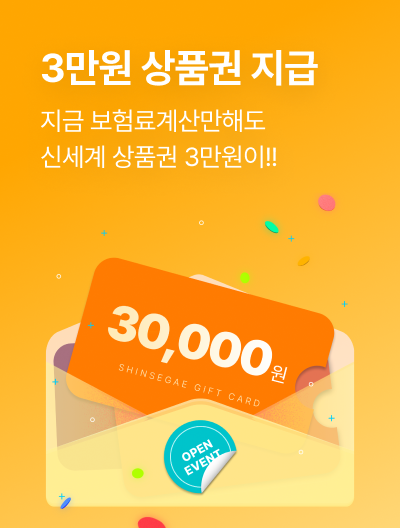 3만원 상품권 지급
지금 보험료계산만해도
신세계 상품권 3만원이!!
30,000원
SHINSEGAE GIFT CARD
OPEN
EVENT